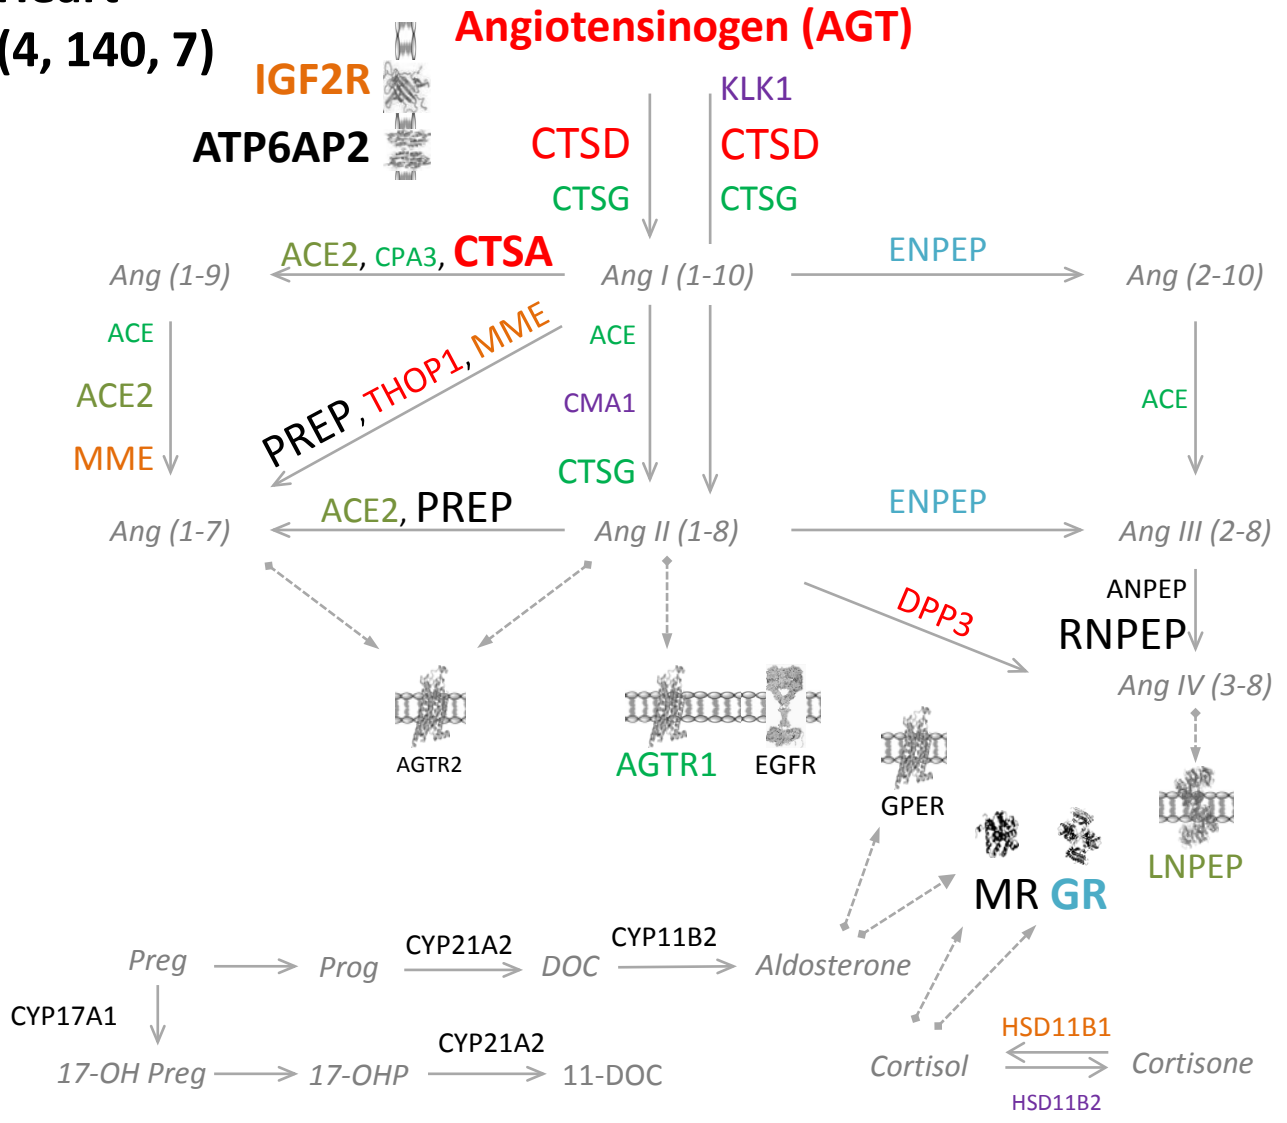 Heart
(4, 140, 7)
Angiotensinogen (AGT)
IGF2R
ATP6AP2
KLK1
CTSD
CTSD
CTSG
CTSG
ACE2, CPA3, CTSA
ENPEP
Ang (1-9)
Ang I (1-10)
Ang (2-10)
ACE
ACE2
MME
PREP, THOP1, MME
ACE
CMA1
CTSG
ACE
ACE2, PREP
ENPEP
Ang (1-7)
Ang II (1-8)
Ang III (2-8)
DPP3
ANPEP
RNPEP
Ang IV (3-8)
AGTR2
AGTR1
EGFR
GPER
MR GR
LNPEP
Preg
Prog
CYP21A2
DOC
CYP11B2
Aldosterone
CYP17A1
17-OH Preg
17-OHP
CYP21A2
11-DOC
Cortisol
HSD11B1
HSD11B2
Cortisone